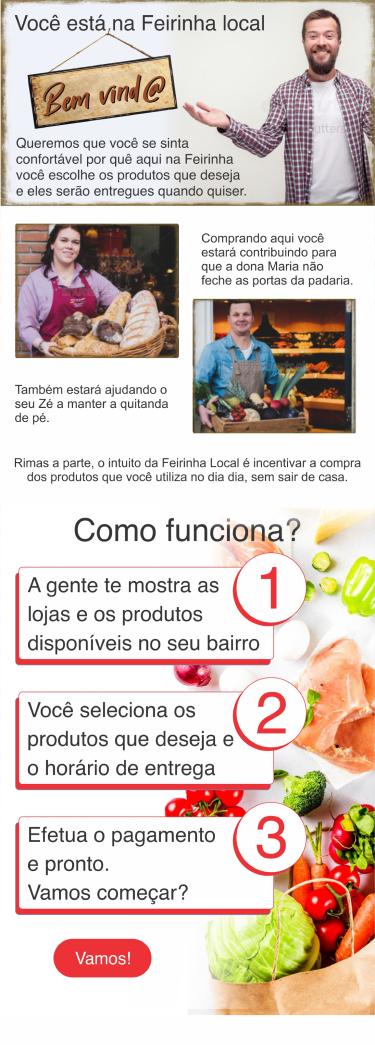 Você está na Feirinha local
Bem vind@
Queremos que você se sinta
confortável por quê aqui na Feirinha
você escolhe os produtos que deseja
e eles serão entregues quando quiser.
Comprando aqui você
estará contribuindo para
que a dona Maria não
feche as portas da padaria.
Também estará ajudando o
seu Zé a manter a quitanda
de pé.
Rimas a parte, o intuito da Feirinha Local é incentivar a compra
dos produtos que você utiliza no dia dia, sem sair de casa.
Como funciona?
1
A gente te mostra as
lojas e os produtos
disponíveis no seu bairro
2
Você seleciona os
produtos que deseja e
o horário de entrega
3
Efetua o pagamento
e pronto.
Vamos começar?
Vamos!